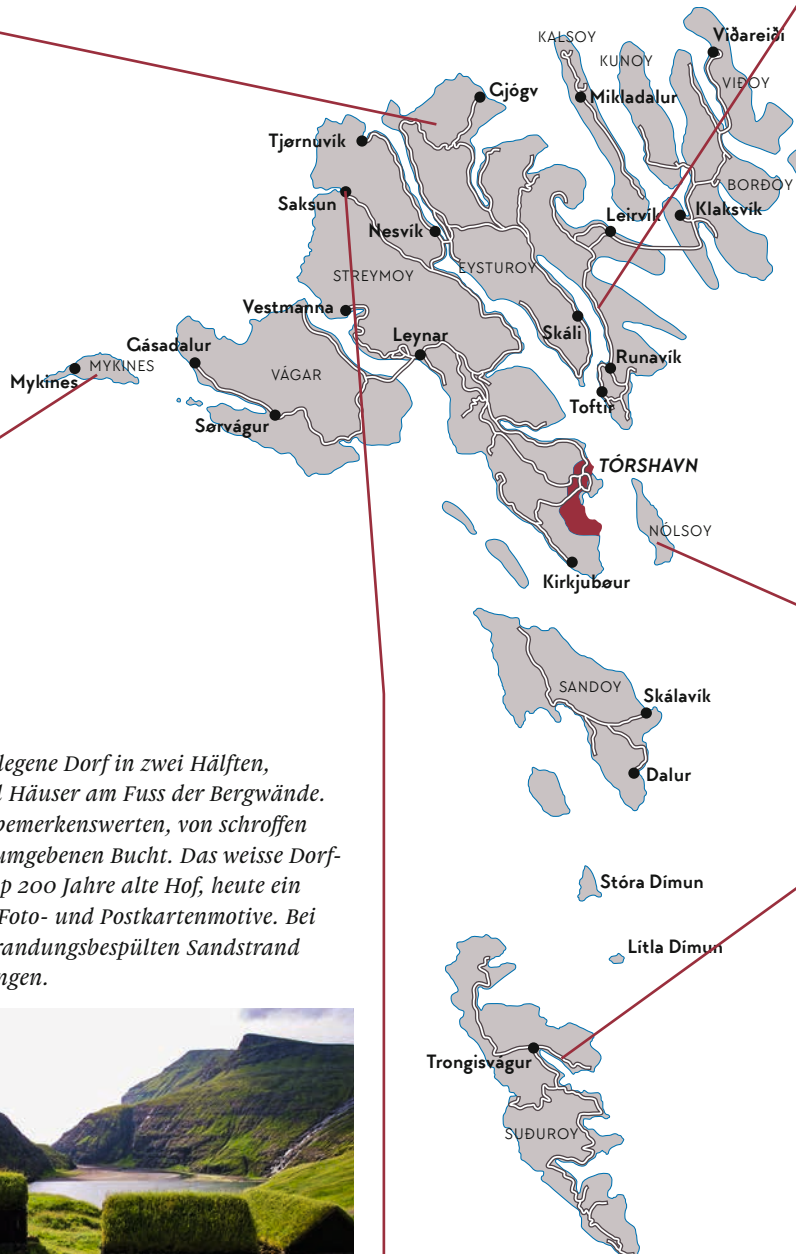 KALSOY
Viðareiði
KUNOY
VIÐOY
Gjógv
Mikladalur
Tjørnuvík
BORÐOY
Saksun
Klaksvík
Leirvík
Nesvík
EYSTUROY
STREYMOY
Vestmanna
Skáli
Leynar
Gásadalur
Runavík
MYKINES
Mykines
VÁGAR
Toftir
Sørvágur
TÓRSHAVN
NÓLSOY
Kirkjubøur
SANDOY
Skálavík
Dalur
legene Dorf in zwei Hälften,
Häuser am Fuss der Bergwände.
bemerkenswerten, von schroffen
umgebenen Bucht. Das weisse Dorf-
p 200 Jahre alte Hof, heute ein
Foto- und Postkartenmotive. Bei
randungsbespülten Sandstrand
ngen.
Stóra Dímun
Lítla Dímun
Trongisvágur
SUÐUROY